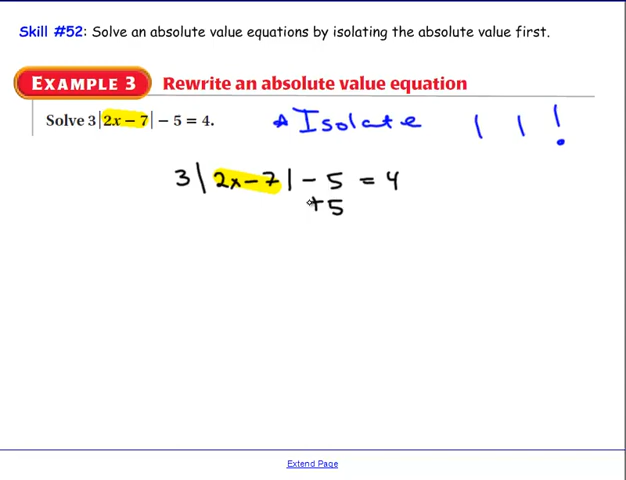 Skill #52: Solve an absolute value equations by isolating the absolute value first.
EXAMPLE 3 Rewrite an absolute value equation
Solve 3|2x − 7| − 5 = 4.
* Isolate | | !
3|2x − 7| − 5 = 4
+5
Extend Page